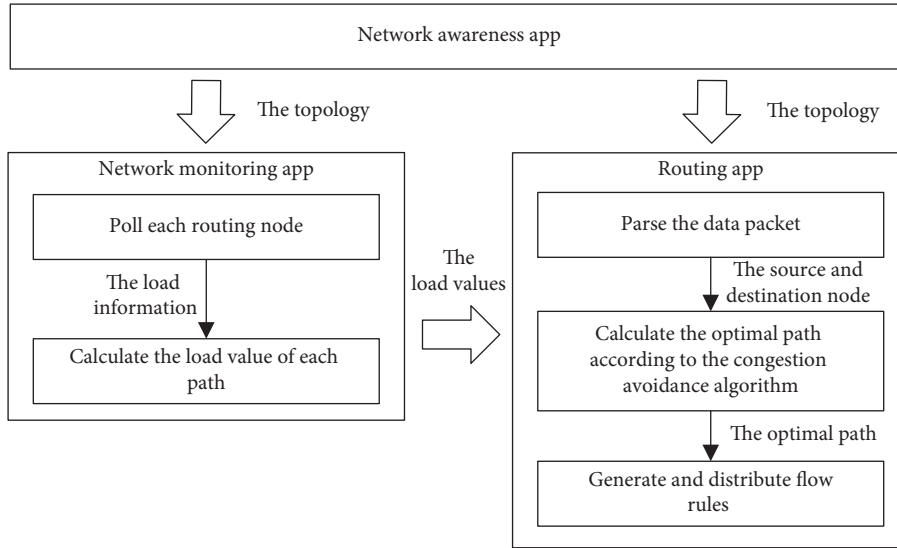 Network awareness app
The topology
The topology
Network monitoring app
Poll each routing node
The load
information
Calculate the load value of each
path
The
load values
Routing app
Parse the data packet
The source and
destination node
Calculate the optimal path
according to the congestion
avoidance algorithm
The optimal path
Generate and distribute flow
rules